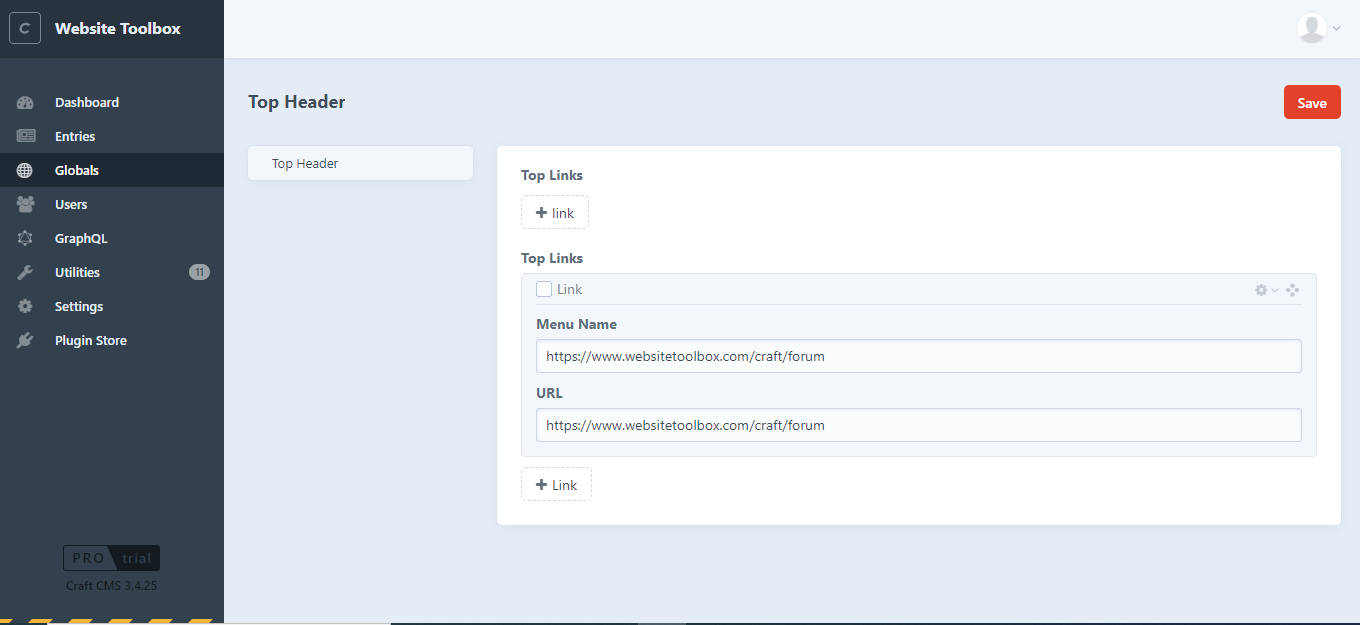 C Website Toolbox
Dashboard
Entries
Globals
Users
GraphQL
Utilities 11
Settings
Plugin Store
PRO trial
Craft CMS 3.4.25
Top Header
Save
Top Header
Top Links
+ link
Top Links
Link
Menu Name
https://www.websitetoolbox.com/craft/forum
URL
https://www.websitetoolbox.com/craft/forum
+ Link